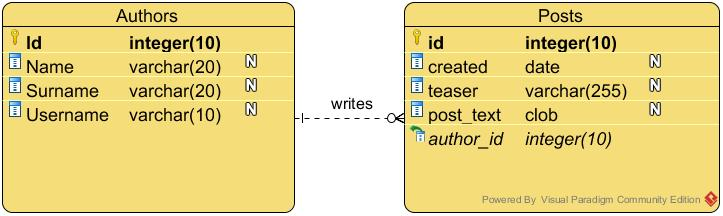 Authors
Id integer(10)
Name varchar(20) N
Surname varchar(20) N
Username varchar(10) N
writes
Posts
id integer(10)
created date N
teaser varchar(255) N
post_text clob N
author_id integer(10)
Powered By Visual Paradigm Community Edition